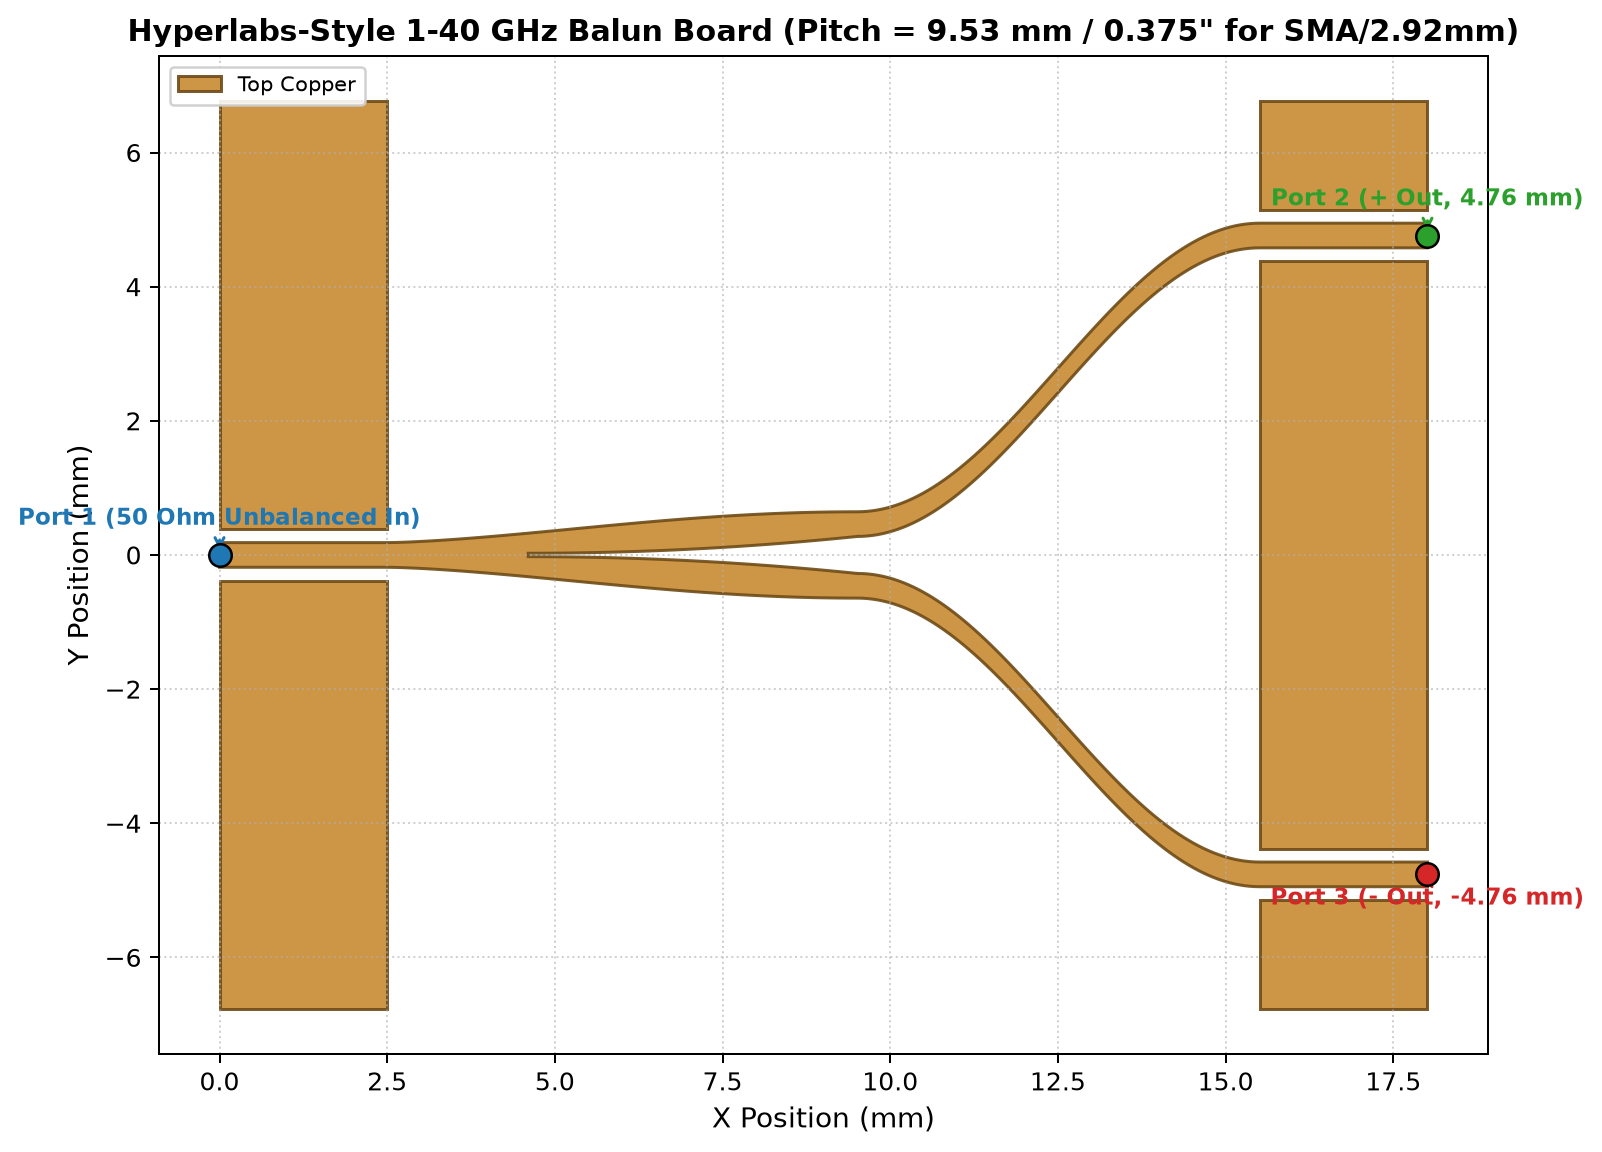 Hyperlabs-Style 1-40 GHz Balun Board (Pitch = 9.53 mm / 0.375" for SMA/2.92mm)
Top Copper
Port 2 (+ Out, 4.76 mm)
Port 1 (50 Ohm Unbalanced In)
Port 3 (- Out, -4.76 mm)
Y Position (mm)
6
4
2
0
−2
−4
−6
0.0 2.5 5.0 7.5 10.0 12.5 15.0 17.5
X Position (mm)